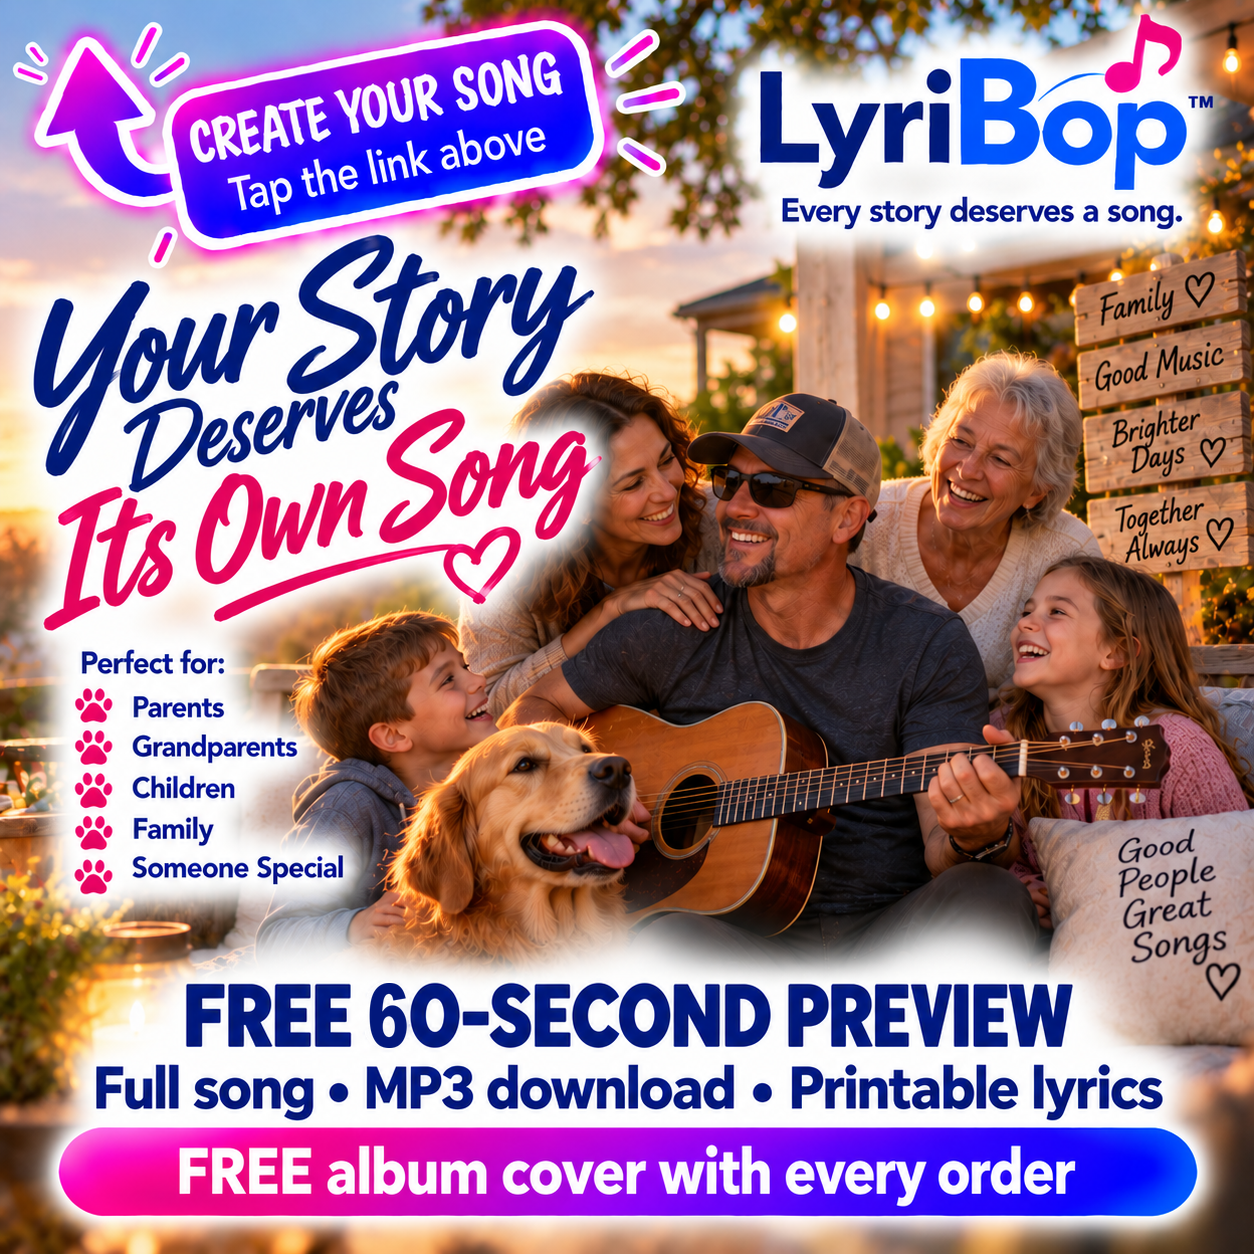 CREATE YOUR SONG
Tap the link above
LyriBop™
Every story deserves a song.
Your Story
Deserves
Its Own Song
Family
Good Music
Brighter
Days
Together
Always
Perfect for:
Parents
Grandparents
Children
Family
Someone Special
Good
People
Great
Songs
FREE 60-SECOND PREVIEW
Full song • MP3 download • Printable lyrics
FREE album cover with every order